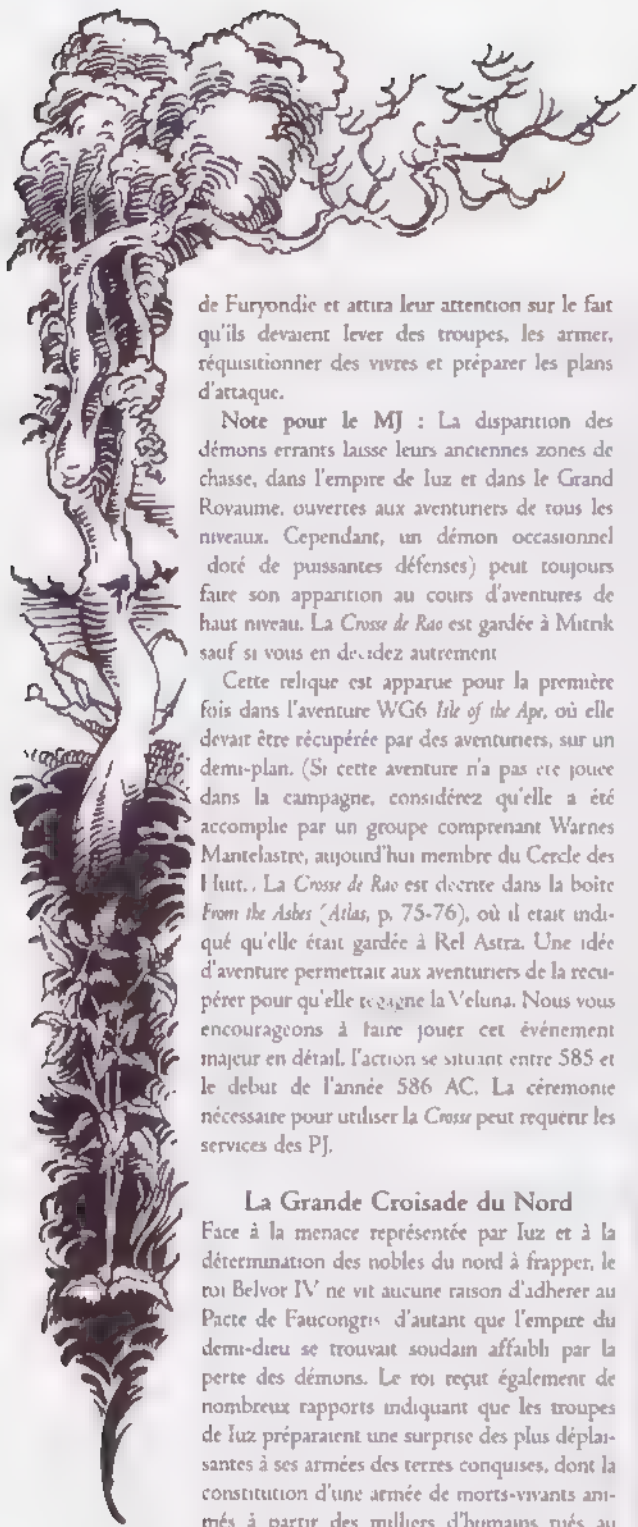 de Furyondie et attira leur attention sur le fait
qu'ils devaient lever des troupes, les armer,
réquisitionner des vivres et préparer les plans
d'attaque.
Note pour le MJ : La disparition des
démons errants laisse leurs anciennes zones de
chasse, dans l'empire de Iuz et dans le Grand
Royaume, ouvertes aux aventuriers de tous les
niveaux. Cependant, un démon occasionnel
doté de puissantes défenses) peut toujours
faire son apparition au cours d'aventures de
haut niveau. La Crosse de Rao est gardée à Mitrik
sauf si vous en décidez autrement
Cette relique est apparue pour la première
fois dans l'aventure WG6 Isle of the Ape, où elle
devait être récupérée par des aventuriers, sur un
demi-plan. (Si cette aventure n'a pas été jouée
dans la campagne, considérez qu'elle a été
accomplie par un groupe comprenant Warnes
Mantelastre, aujourd'hui membre du Cercle des
Huit.. La Crosse de Rao est décrite dans la boîte
From the Ashes (Atlas, p. 75-76), où il était indi-
qué qu'elle était gardée à Rel Astra. Une idée
d'aventure permettait aux aventuriers de la récu-
pérer pour qu'elle regagne la Veluna. Nous vous
encourageons à faire jouer cet événement
majeur en détail, l'action se situant entre 585 et
le début de l'année 586 AC. La cérémonie
nécessaire pour utiliser la Crosse peut requérir les
services des PJ.
La Grande Croisade du Nord
Face à la menace représentée par Iuz et à la
détermination des nobles du nord à frapper, le
roi Belvor IV ne vit aucune raison d'adhérer au
Pacte de Faucongris d'autant que l'empire du
demi-dieu se trouvait soudain affaibli par la
perte des démons. Le roi reçut également de
nombreux rapports indiquant que les troupes
de Iuz préparaient une surprise des plus déplai-
santes à ses armées des terres conquises, dont la
constitution d'une armée de morts-vivants ani-
més à partir des milliers d'humains tués au